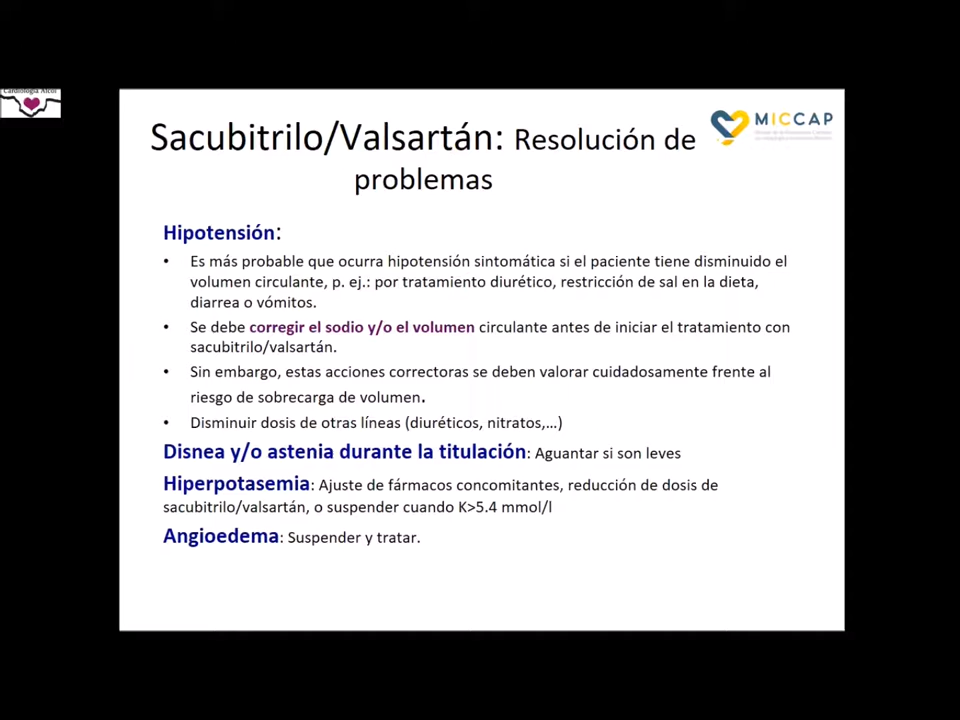 Cardiología Alcoi
MICCAP
Sacubitrilo/Valsartán: Resolución de
problemas
Hipotensión:
• Es más probable que ocurra hipotensión sintomática si el paciente tiene disminuido el
volumen circulante, p. ej.: por tratamiento diurético, restricción de sal en la dieta,
diarrea o vómitos.
• Se debe corregir el sodio y/o el volumen circulante antes de iniciar el tratamiento con
sacubitrilo/valsartán.
• Sin embargo, estas acciones correctoras se deben valorar cuidadosamente frente al
riesgo de sobrecarga de volumen.
• Disminuir dosis de otras líneas (diuréticos, nitratos,...)
Disnea y/o astenia durante la titulación: Aguantar si son leves
Hiperpotasemia: Ajuste de fármacos concomitantes, reducción de dosis de
sacubitrilo/valsartán, o suspender cuando K>5.4 mmol/l
Angioedema: Suspender y tratar.